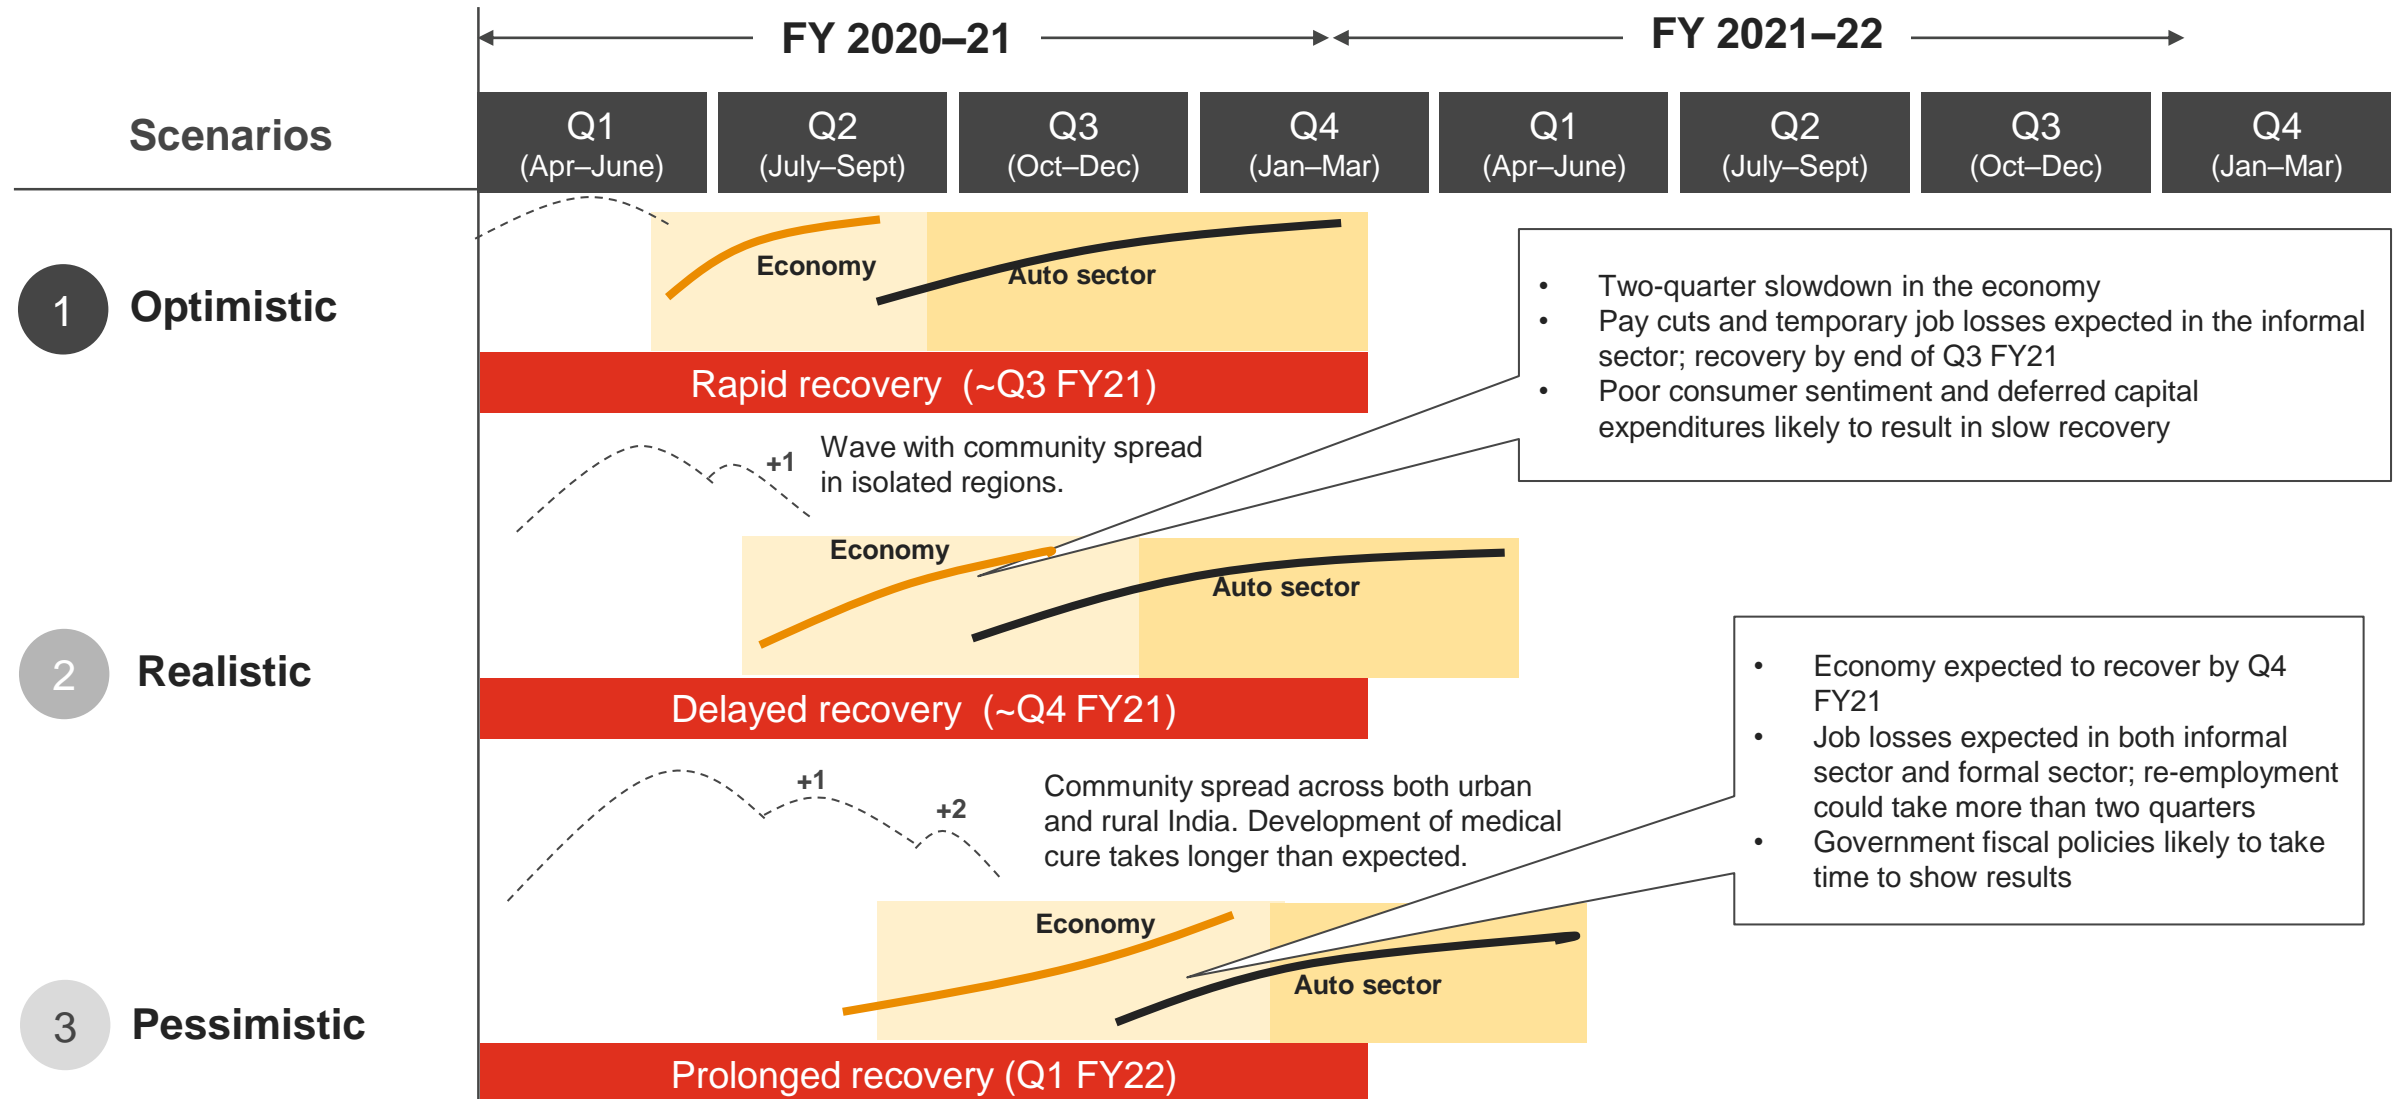 FY 2020–21
FY 2021–22
Scenarios
Q1
(Apr–June)
Q2
(July–Sept)
Q3
(Oct–Dec)
Q4
(Jan–Mar)
Q1
(Apr–June)
Q2
(July–Sept)
Q3
(Oct–Dec)
Q4
(Jan–Mar)
1
Optimistic
Economy
Auto sector
Rapid recovery (~Q3 FY21)
• Two-quarter slowdown in the economy
• Pay cuts and temporary job losses expected in the informal
sector; recovery by end of Q3 FY21
• Poor consumer sentiment and deferred capital
expenditures likely to result in slow recovery
+1
Wave with community spread
in isolated regions.
2
Realistic
Economy
Auto sector
Delayed recovery (~Q4 FY21)
• Economy expected to recover by Q4
FY21
• Job losses expected in both informal
sector and formal sector; re-employment
could take more than two quarters
• Government fiscal policies likely to take
time to show results
+1
+2
Community spread across both urban
and rural India. Development of medical
cure takes longer than expected.
3
Pessimistic
Economy
Auto sector
Prolonged recovery (Q1 FY22)